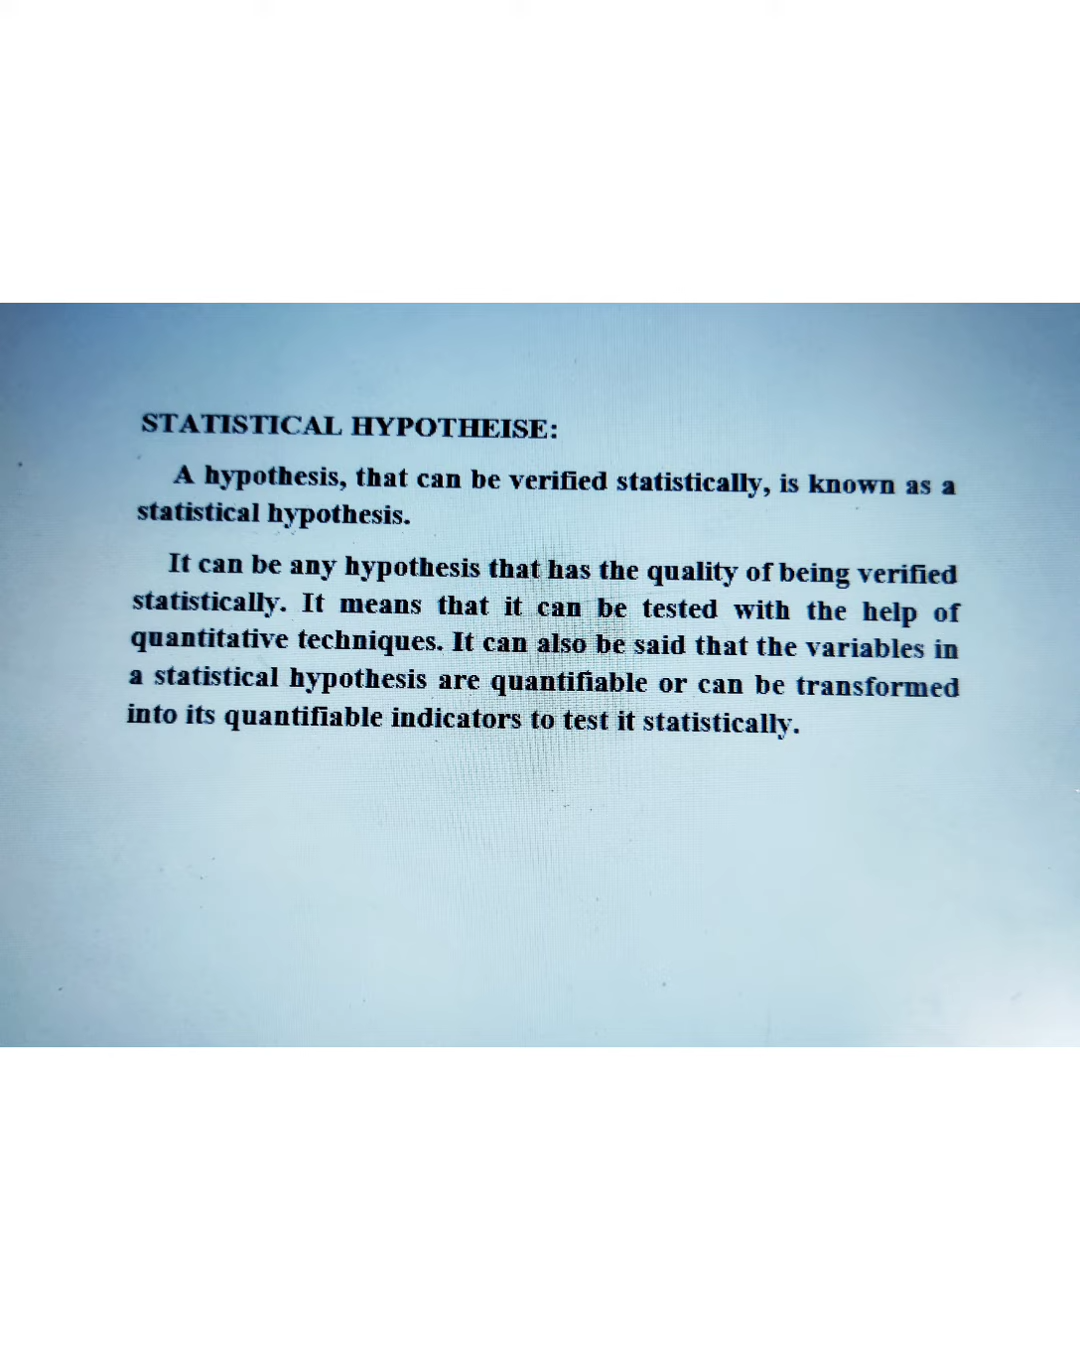 STATISTICAL HYPOTHEISE:
A hypothesis, that can be verified statistically, is known as a
statistical hypothesis.
It can be any hypothesis that has the quality of being verified
statistically. It means that it can be tested with the help of
quantitative techniques. It can also be said that the variables in
a statistical hypothesis are quantifiable or can be transformed
into its quantifiable indicators to test it statistically.